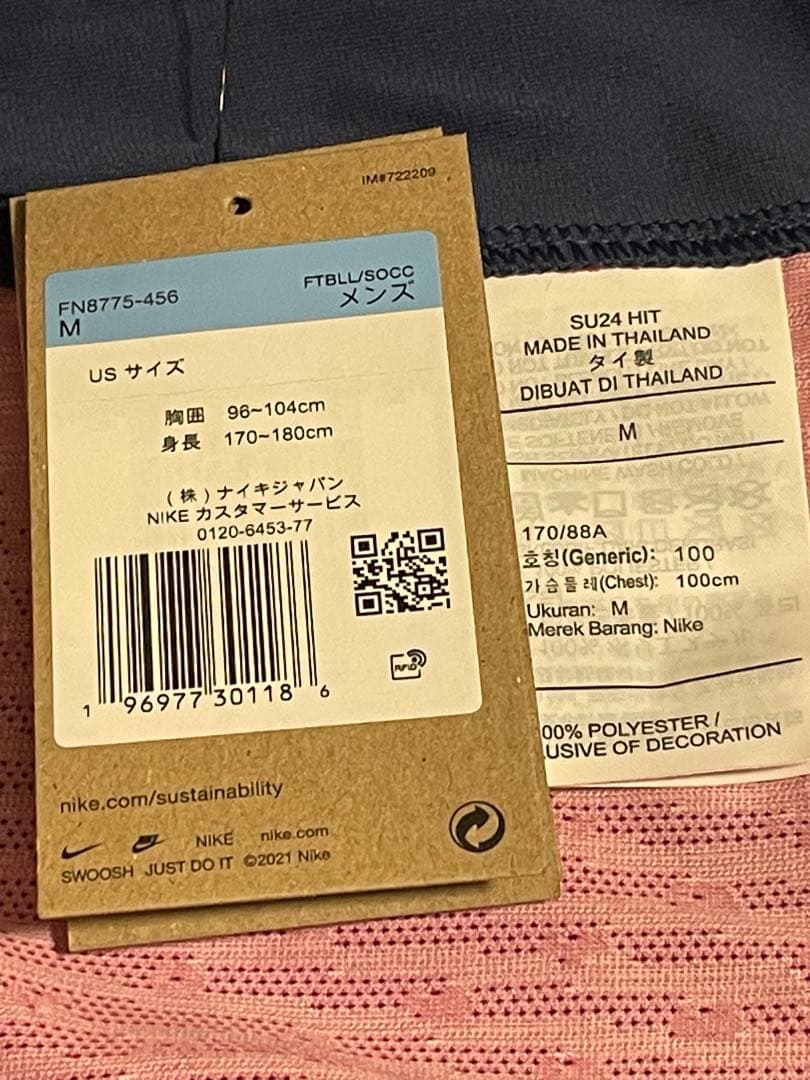 IM#722209
FN8775-456
M
FTBLL/SOCC
メンズ
US サイズ
胸囲 96~104cm
身長 170~180cm
(株)ナイキジャパン
NIKE カスタマーサービス
0120-6453-77
1 96977 30118 6
RFID
nike.com/sustainability
NIKE nike.com
SWOOSH JUST DO IT ©2021 Nike
SU24 HIT
MADE IN THAILAND
タイ製
DIBUAT DI THAILAND
M
170/88A
호칭(Generic): 100
가슴둘레(Chest): 100cm
Ukuran: M
Merek Barang: Nike
00% POLYESTER /
USIVE OF DECORATION